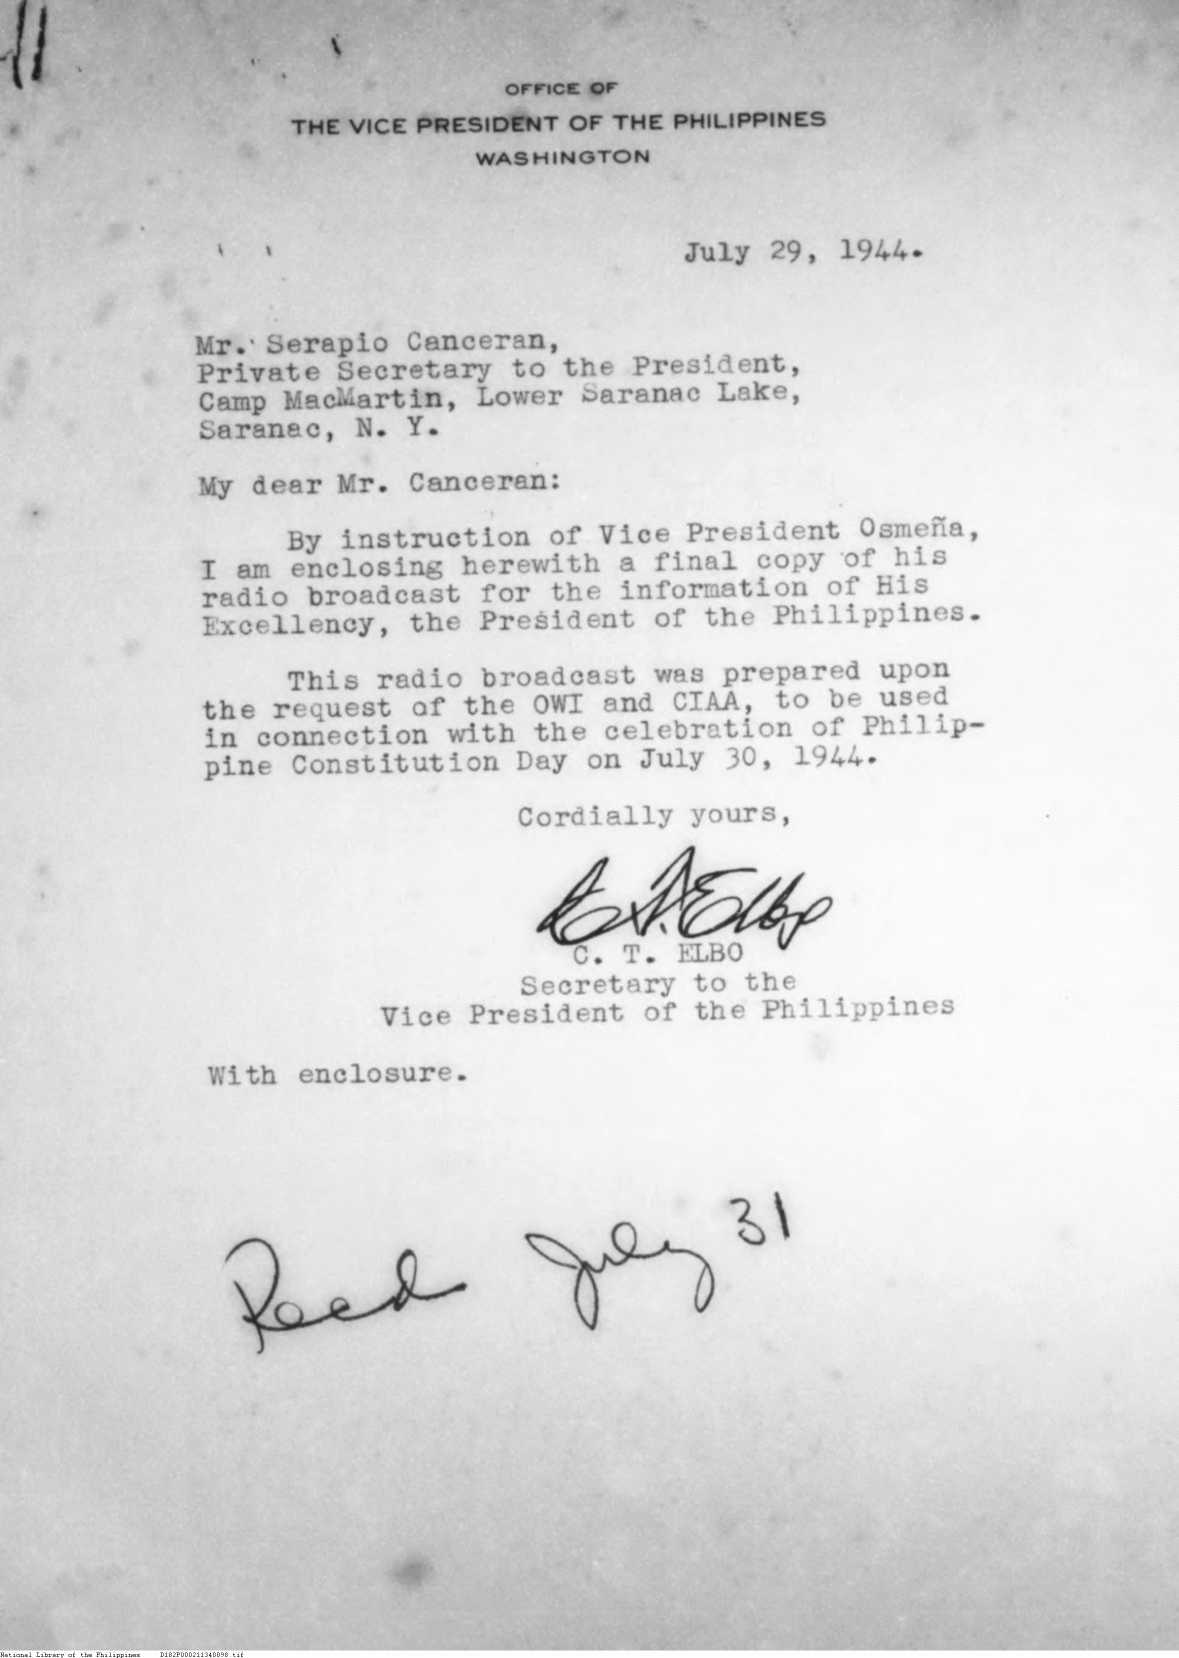 OFFICE OF
THE VICE PRESIDENT OF THE PHILIPPINES
WASHINGTON
July 29, 1944.
Mr. Serapio Canceran,
Private Secretary to the President,
Camp MacMartin, Lower Saranac Lake,
Saranac, N. Y.
My dear Mr. Canceran:
By instruction of Vice President Osmeña,
I am enclosing herewith a final copy of his
radio broadcast for the information of His
Excellency, the President of the Philippines.
This radio broadcast was prepared upon
the request of the OWI and CIAA, to be used
in connection with the celebration of Philip-
pine Constitution Day on July 30, 1944.
Cordially yours,
C. T. Elbo
C. T. ELBO
Secretary to the
Vice President of the Philippines
With enclosure.
Recd July 31
National Library of the Philippines D182P000211340898.tif